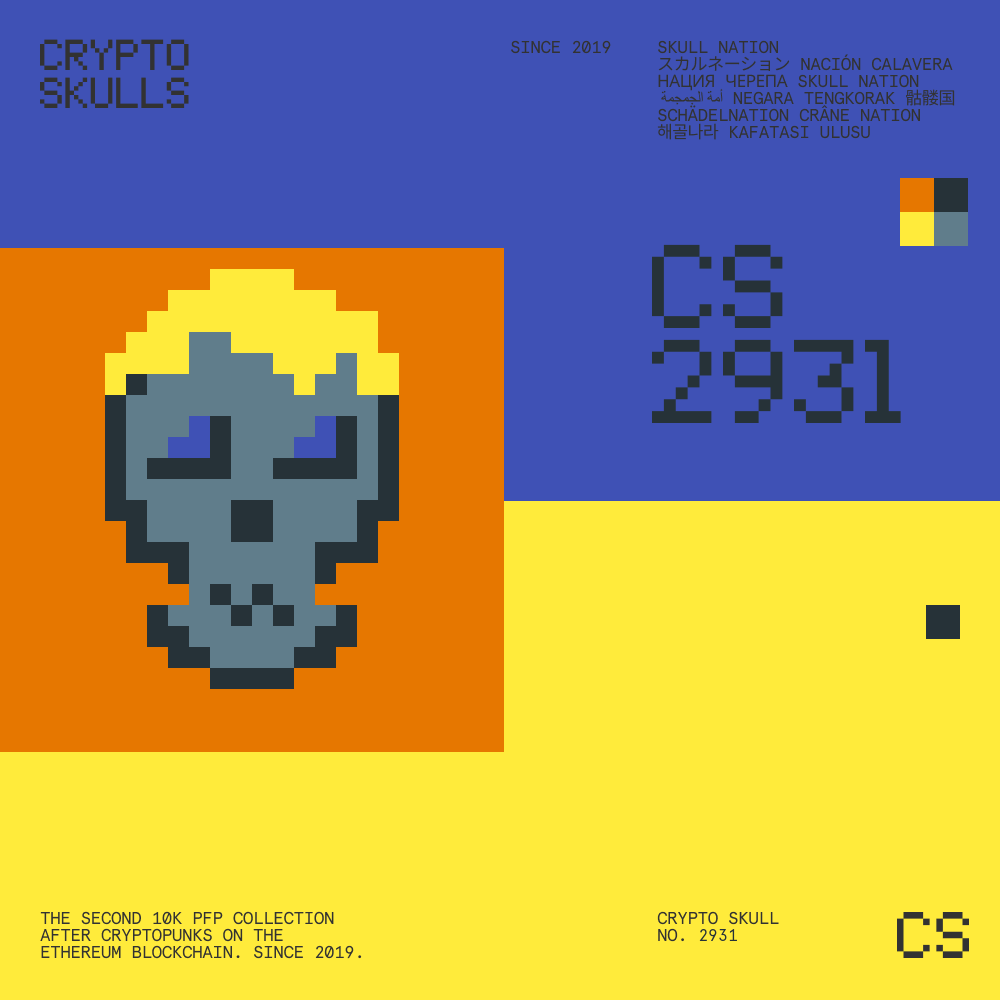 CRYPTO
SKULLS
SINCE 2019
SKULL NATION
スカルネーション NACIÓN CALAVERA
НАЦИЯ ЧЕРЕПА SKULL NATION
أمة الجمجمة NEGARA TENGKORAK 骷髅国
SCHÄDELNATION CRÂNE NATION
해골나라 KAFATASI ULUSU
CS
2931
THE SECOND 10K PFP COLLECTION
AFTER CRYPTOPUNKS ON THE
ETHEREUM BLOCKCHAIN. SINCE 2019.
CRYPTO SKULL
NO. 2931
CS